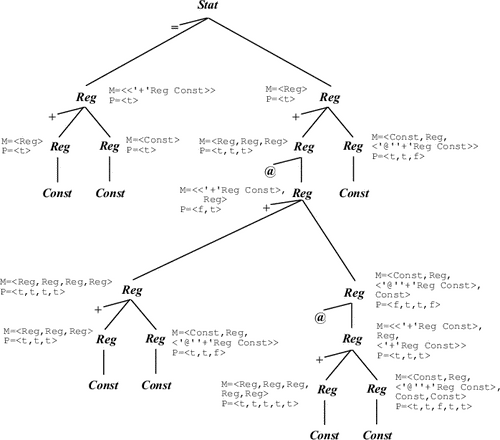 Stat
=
Reg M=<<'+'Reg Const>>
P=<t>
M=<Reg>
P=<t> Reg
+
M=<Reg>
P=<t> Reg
Reg M=<Const>
P=<t>
+
M=<Reg,Reg,Reg>
P=<t,t,t> Reg
Reg M=<Const,Reg,
<'@''+'Reg Const>>
P=<t,t,f>
Const Const
@
Const
M=<<'+'Reg Const>,
Reg>
P=<f,t> Reg
+
M=<Reg,Reg,Reg,Reg>
P=<t,t,t,t> Reg
Reg M=<Const,Reg,
<'@''+'Reg Const>,
Const>
P=<f,t,f,t>
+
@
M=<Reg,Reg,Reg>
P=<t,t,t> Reg
Reg M=<Const,Reg,
<'@''+'Reg Const>>
P=<t,t,f>
Reg M=<<'+'Reg Const>,
Reg,
<'+'Reg Const>>
P=<t,t,t>
Const Const
+
M=<Reg,Reg,Reg,
Reg,Reg>
P=<t,t,t,t,t> Reg
Reg M=<Const,Reg,
<'@''+'Reg Const>,
Const,Const>
P=<t,t,f,t,t>
Const Const